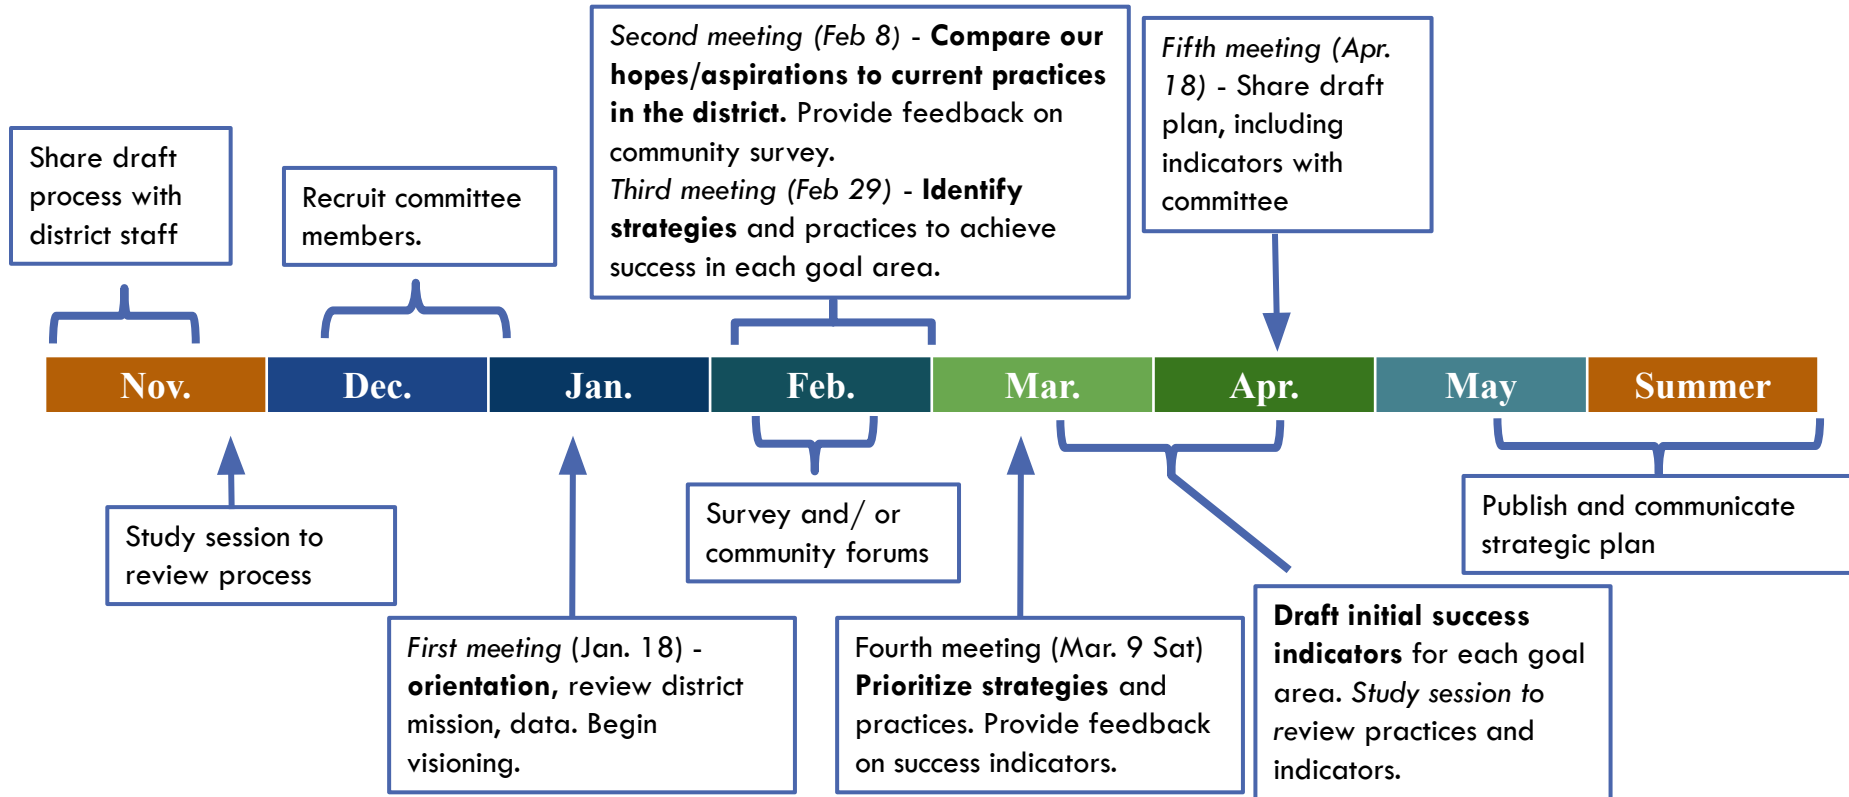 Second meeting (Feb 8) - Compare our
hopes/aspirations to current practices
in the district. Provide feedback on
community survey.
Third meeting (Feb 29) - Identify
strategies and practices to achieve
success in each goal area.
Fifth meeting (Apr.
18) - Share draft
plan, including
indicators with
committee
Share draft
process with
district staff
Recruit committee
members.
Nov.
Dec.
Jan.
Feb.
Mar.
Apr.
May
Summer
Study session to
review process
Survey and/ or
community forums
Publish and communicate
strategic plan
First meeting (Jan. 18) -
orientation, review district
mission, data. Begin
visioning.
Fourth meeting (Mar. 9 Sat)
Prioritize strategies and
practices. Provide feedback
on success indicators.
Draft initial success
indicators for each goal
area. Study session to
review practices and
indicators.